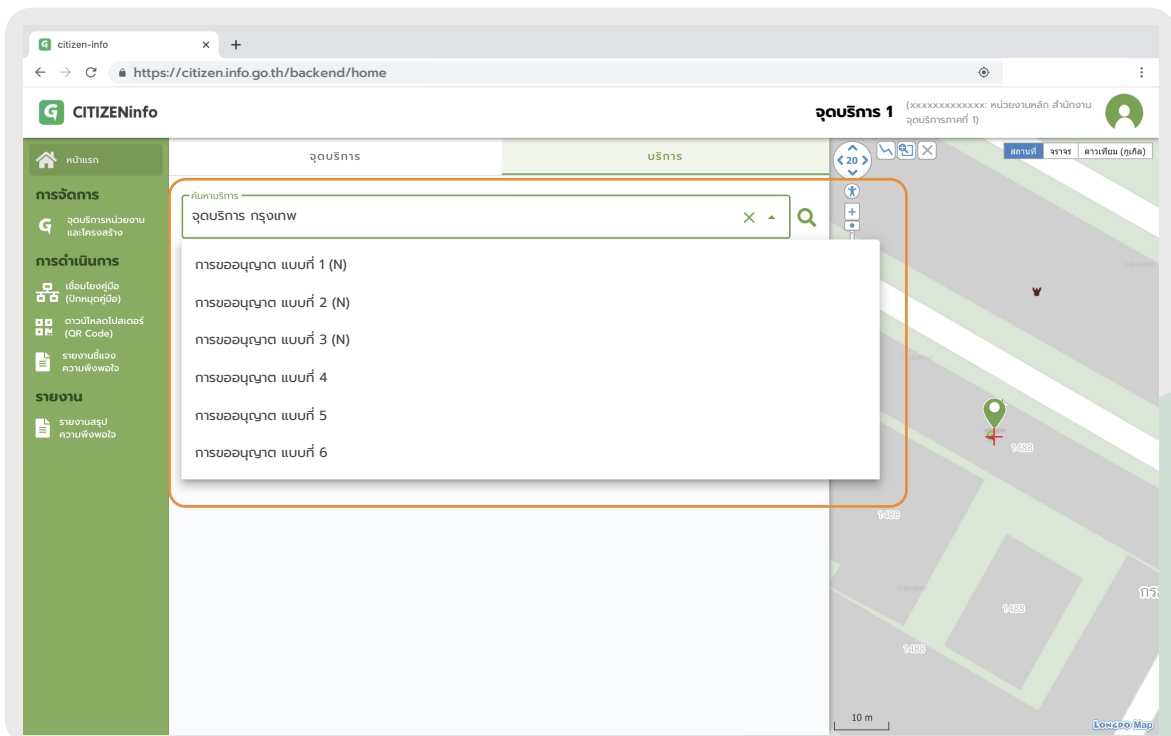 citizen-info
https://citizen.info.go.th/backend/home
G CITIZENinfo
จุดบริการ 1
(xxxxxxxxxxxxx: หน่วยงานหลัก สำนักงาน
จุดบริการภาคที่ 1)
หน้าแรก
การจัดการ
จุดบริการหน่วยงาน
และโครงสร้าง
การดำเนินการ
เชื่อมโยงคู่มือ
(ปักหมุดคู่มือ)
ดาวน์โหลดโปสเตอร์
(QR Code)
รายงานชี้แจง
ความพึงพอใจ
รายงาน
รายงานสรุป
ความพึงพอใจ
จุดบริการ
บริการ
ค้นหาบริการ
จุดบริการ กรุงเทพ
การขออนุญาต แบบที่ 1 (N)
การขออนุญาต แบบที่ 2 (N)
การขออนุญาต แบบที่ 3 (N)
การขออนุญาต แบบที่ 4
การขออนุญาต แบบที่ 5
การขออนุญาต แบบที่ 6
20
สถานที่ จราจร ดาวเทียม (กูเกิล)
1488
1488
1488
1488
10 m
LONGDO Map